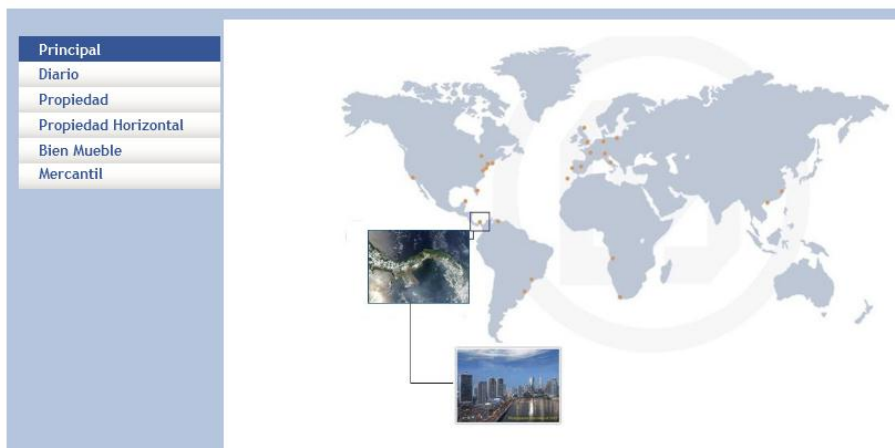 Principal
Diario
Propiedad
Propiedad Horizontal
Bien Mueble
Mercantil